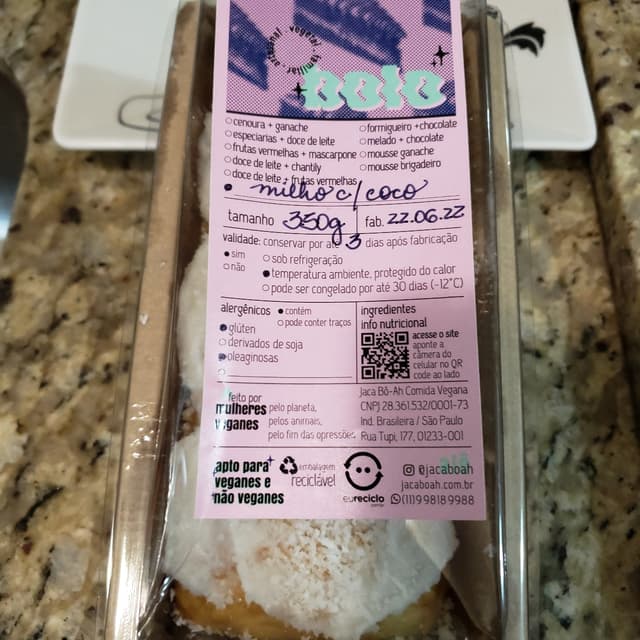 artesanal · vegetal · familiar ·
bolo
cenoura + ganache
especiarias + doce de leite
frutas vermelhas + mascarpone
doce de leite + chantily
doce de leite + frutas vermelhas
formigueiro +chocolate
melado + chocolate
mousse ganache
mousse brigadeiro
milho c/ coco
tamanho 350g fab. 22.06.22
validade: conservar por até 3 dias após fabricação
sim
não
sob refrigeração
temperatura ambiente, protegido do calor
pode ser congelado por até 30 dias (-12°C)
alergênicos
contém
pode conter traços
glúten
derivados de soja
oleaginosas
ingredientes
info nutricional
acesse o site
aponte a
câmera do
celular no QR
code ao lado
feito por
mulheres
veganes
pelo planeta,
pelos animais,
pelo fim das opressões
Jaca Bô-Ah Comida Vegana
CNPJ 28.361.532/0001-73
Ind. Brasileira / São Paulo
Rua Tupi, 177, 01233-001
apto para
veganes e
não veganes
embalagem
reciclável
eureciclo
@jacaboah
jacaboah.com.br
(11)99818 9988